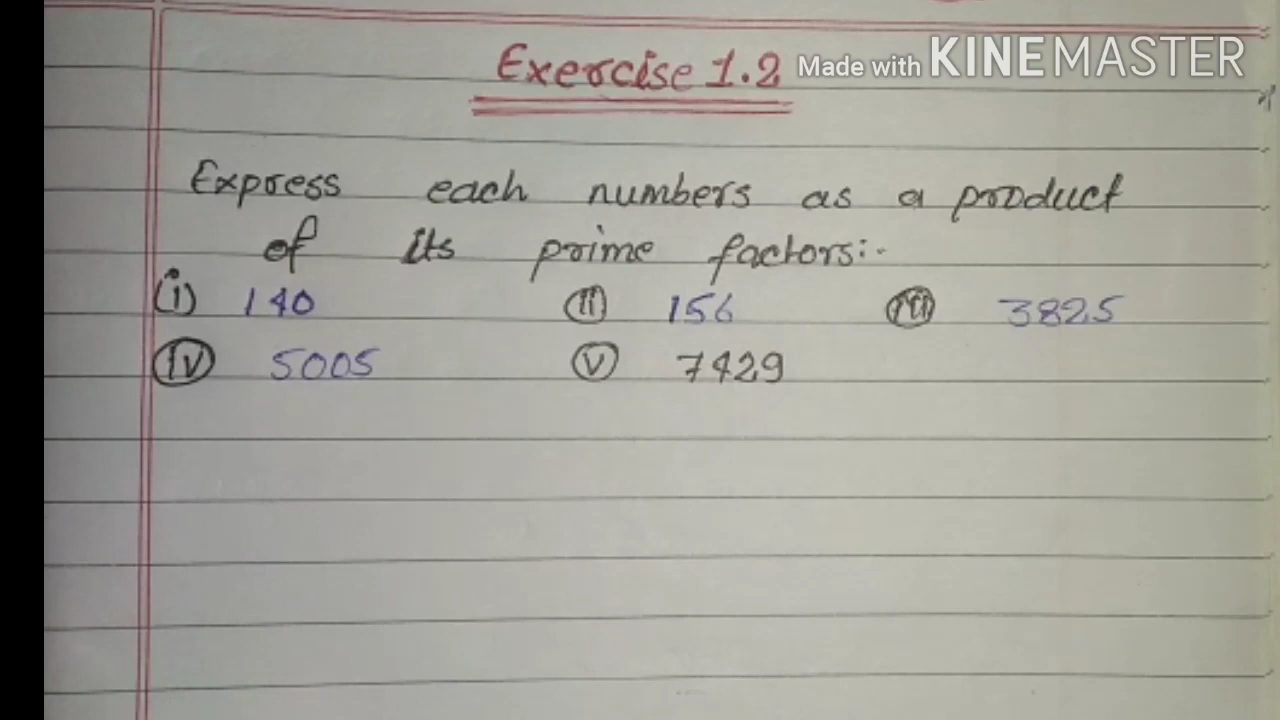 Exercise 1.2 Made with KINEMASTER
Express each numbers as a product
of its prime factors:-
(i) 140 (ii) 156 (iii) 3825
(iv) 5005 (v) 7429